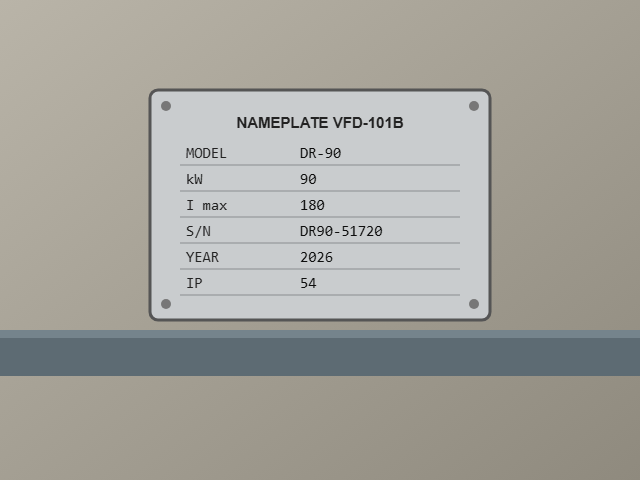 NAMEPLATE VFD-101B
MODEL DR-90
kW 90
I max 180
S/N DR90-51720
YEAR 2026
IP 54